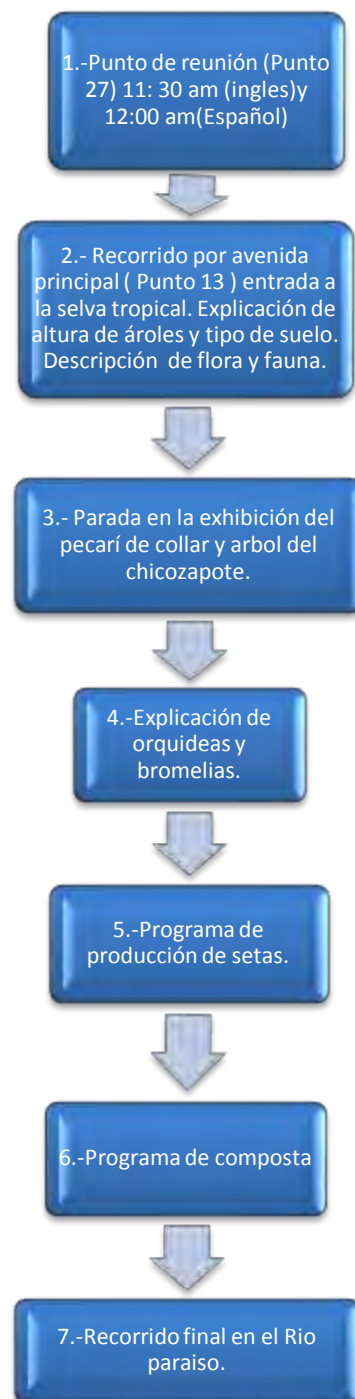 1.-Punto de reunión (Punto
27) 11: 30 am (ingles)y
12:00 am(Español)
2.- Recorrido por avenida
principal ( Punto 13 ) entrada a
la selva tropical. Explicación de
altura de ároles y tipo de suelo.
Descripción de flora y fauna.
3.- Parada en la exhibición del
pecarí de collar y arbol del
chicozapote.
4.-Explicación de
orquideas y
bromelias.
5.-Programa de
producción de setas.
6.-Programa de composta
7.-Recorrido final en el Rio
paraiso.